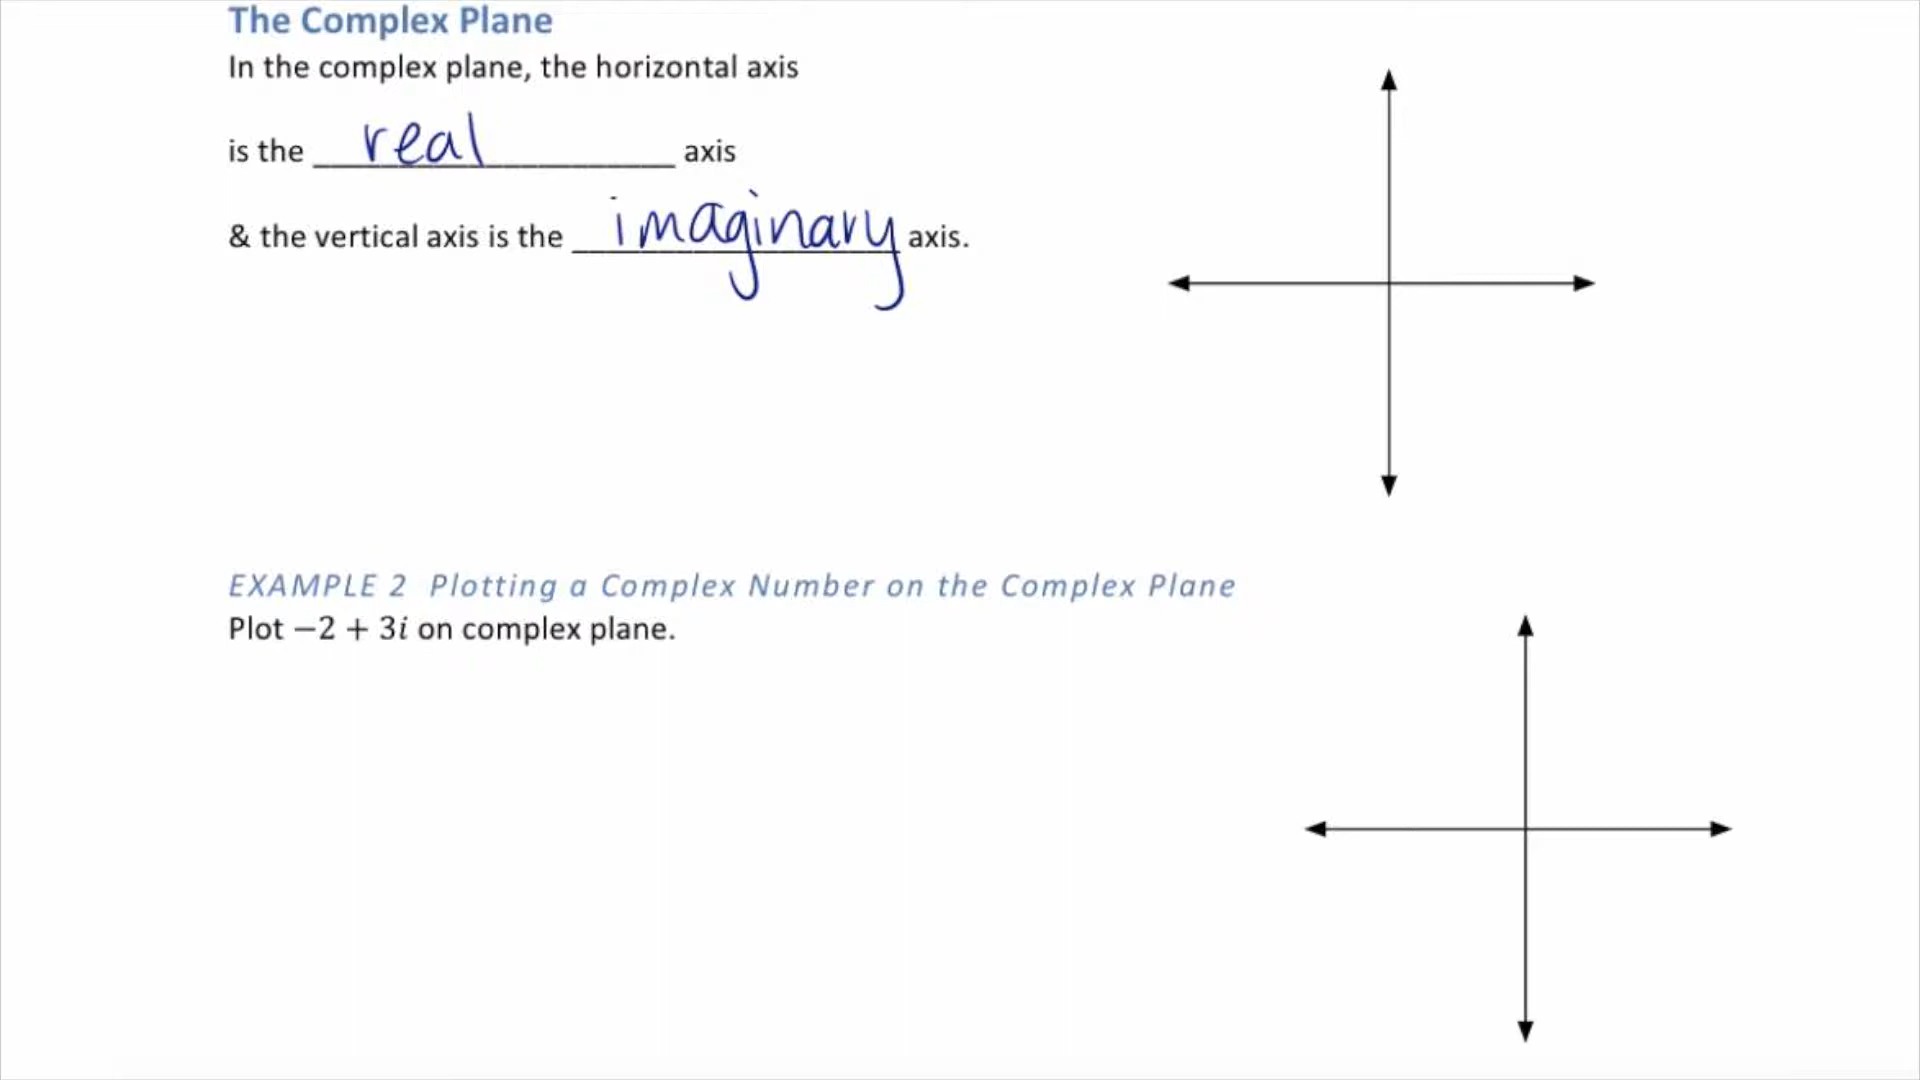 The Complex Plane
In the complex plane, the horizontal axis
is the real axis
& the vertical axis is the imaginary axis.
EXAMPLE 2 Plotting a Complex Number on the Complex Plane
Plot −2 + 3i on complex plane.